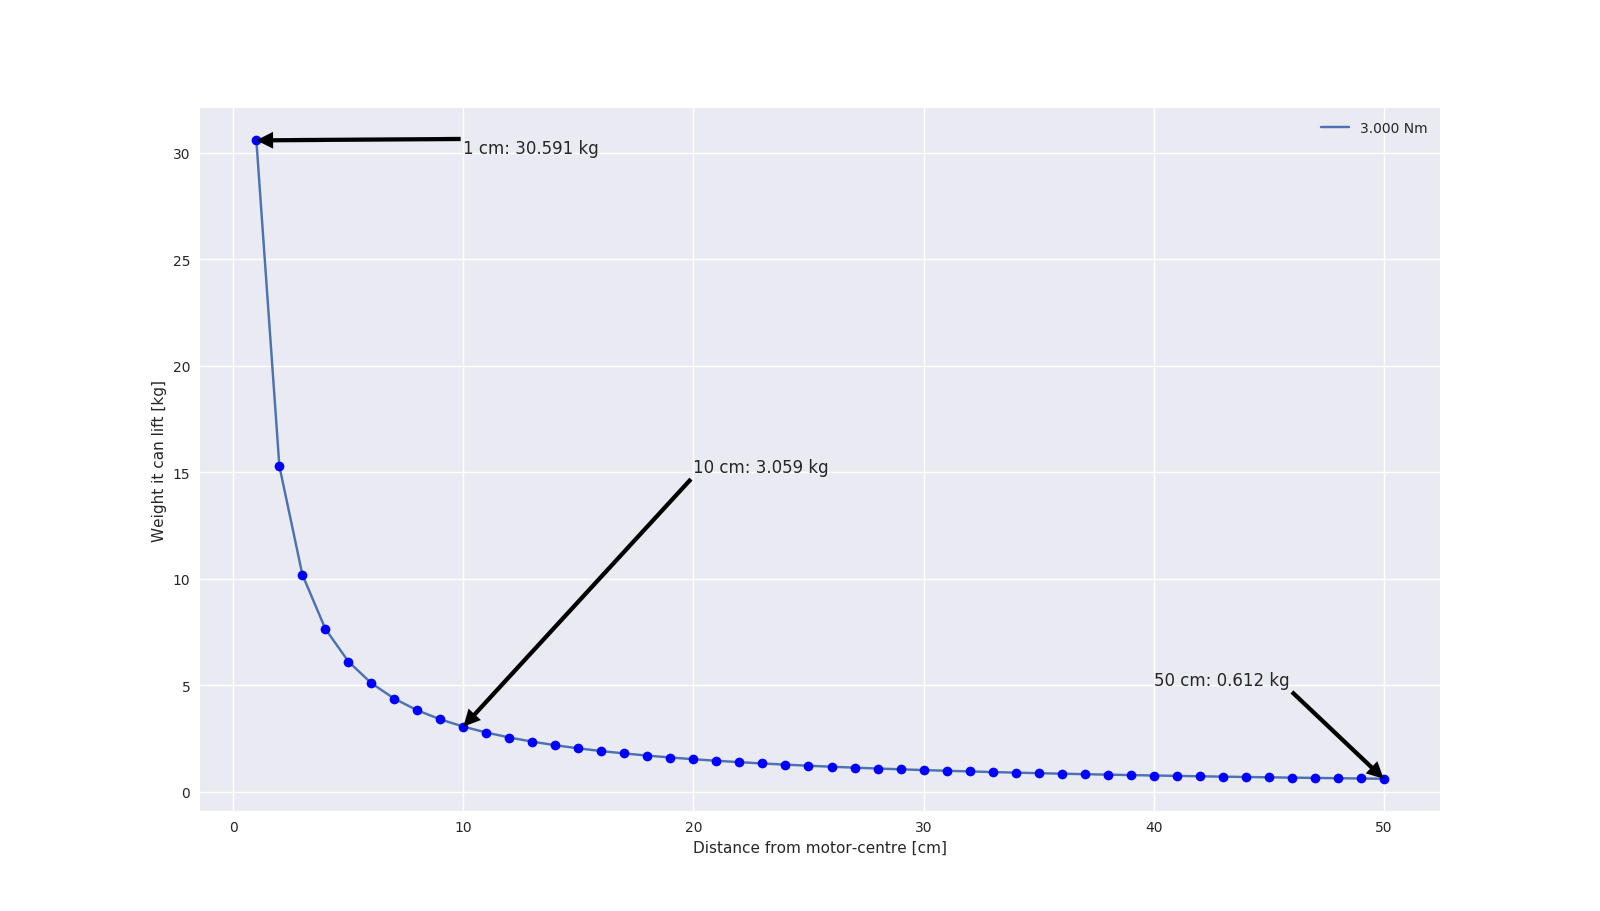 3.000 Nm
1 cm: 30.591 kg
10 cm: 3.059 kg
50 cm: 0.612 kg
Weight it can lift [kg]
30
25
20
15
10
5
0
0 10 20 30 40 50
Distance from motor-centre [cm]